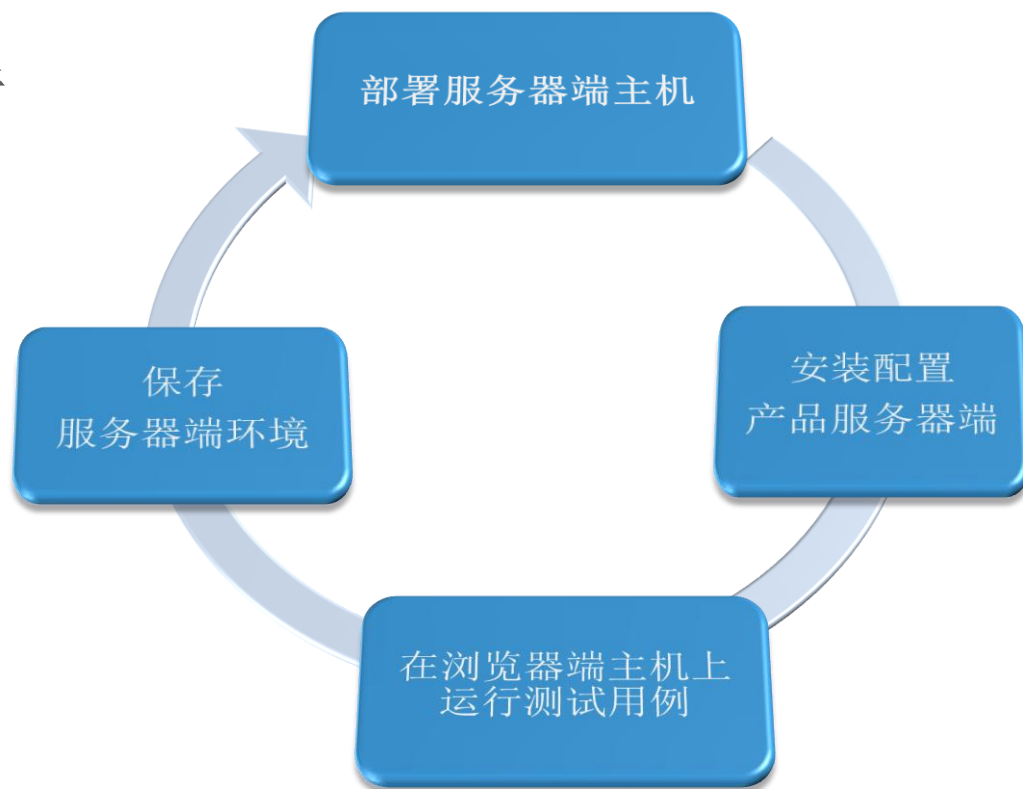 部署服务器端主机
安装配置
产品服务器端
在浏览器端主机上
运行测试用例
保存
服务器端环境